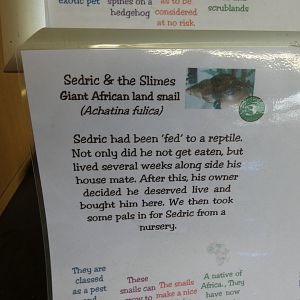 exotic pet
spines on a
hedgehog
as to be
considered
at no risk.
scrublands
Sedric & the Slimes
Giant African land snail
(Achatina fulica)
Sedric had been 'fed' to a reptile.
Not only did he not get eaten, but
lived several weeks along side his
house mate. After this, his owner
decided he deserved live and
bought him here. We then took
some pals in for Sedric from a
nursery.
They are
classed
as a pest
These
snails can
The snails
make a nice
A native of
Africa., They
have now